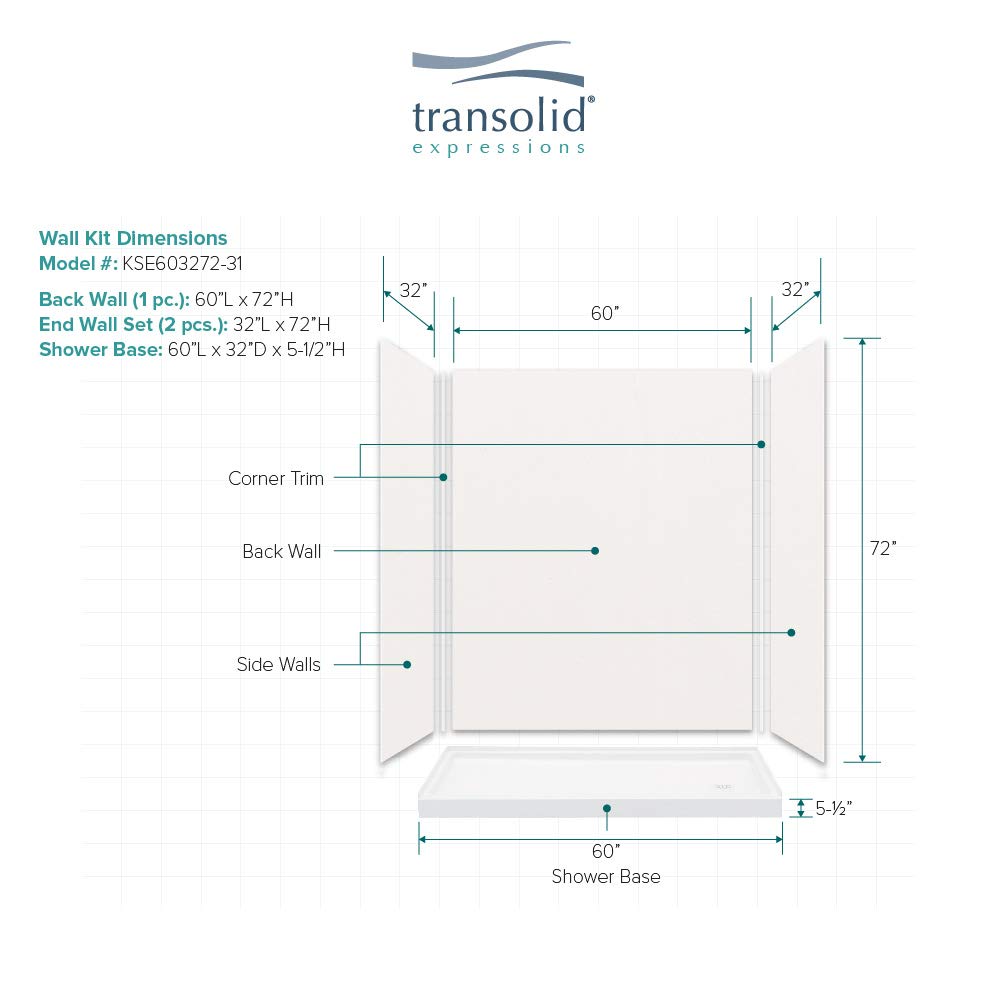 transolid®
expressions
Wall Kit Dimensions
Model #: KSE603272-31
Back Wall (1 pc.): 60”L x 72”H
End Wall Set (2 pcs.): 32”L x 72”H
Shower Base: 60”L x 32”D x 5-1/2”H
32”
60”
32”
Corner Trim
Back Wall
72”
Side Walls
5-½”
60”
Shower Base